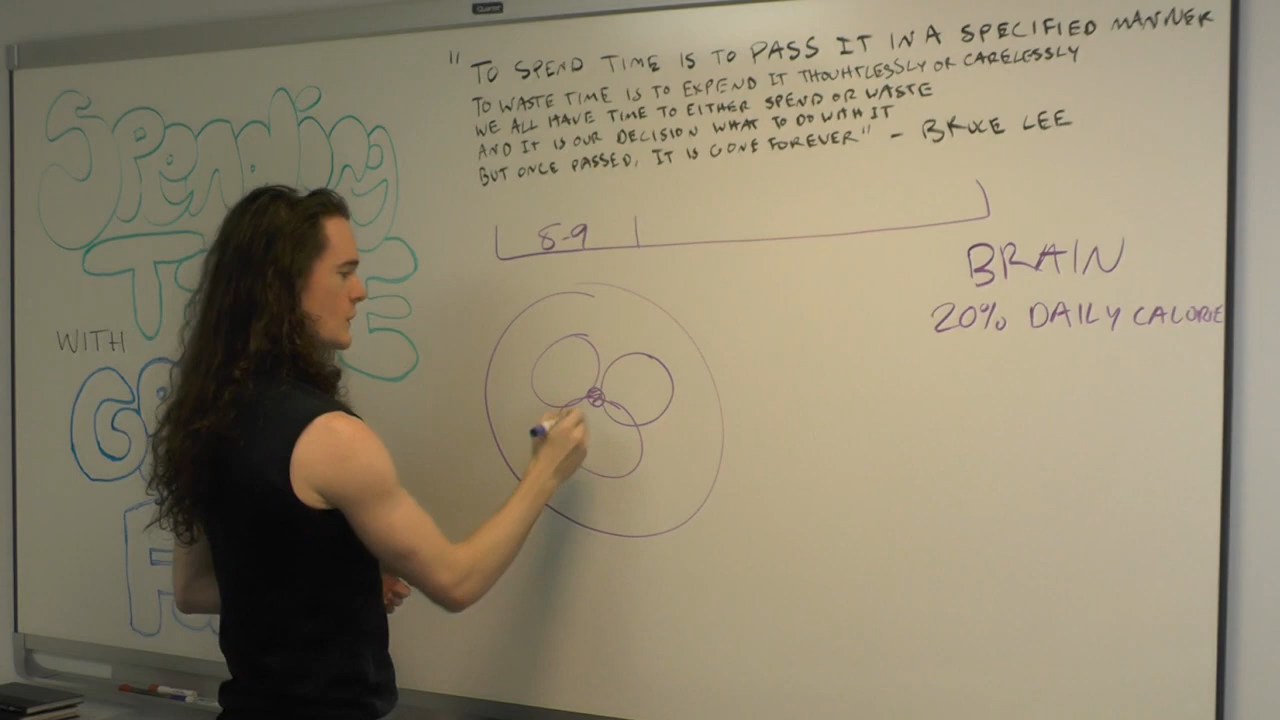 Quartet
Spending
WITH
" TO SPEND TIME IS TO PASS IT IN A SPECIFIED MANNER
TO WASTE TIME IS TO EXPEND IT THOUHTLESSLY OR CARELESSLY
WE ALL HAVE TIME TO EITHER SPEND OR WASTE
AND IT IS OUR DECISION WHAT TO DO WITH IT
BUT ONCE PASSED, IT IS GONE FOREVER" - BRUCE LEE
8-9
BRAIN
20% DAILY CALORIE